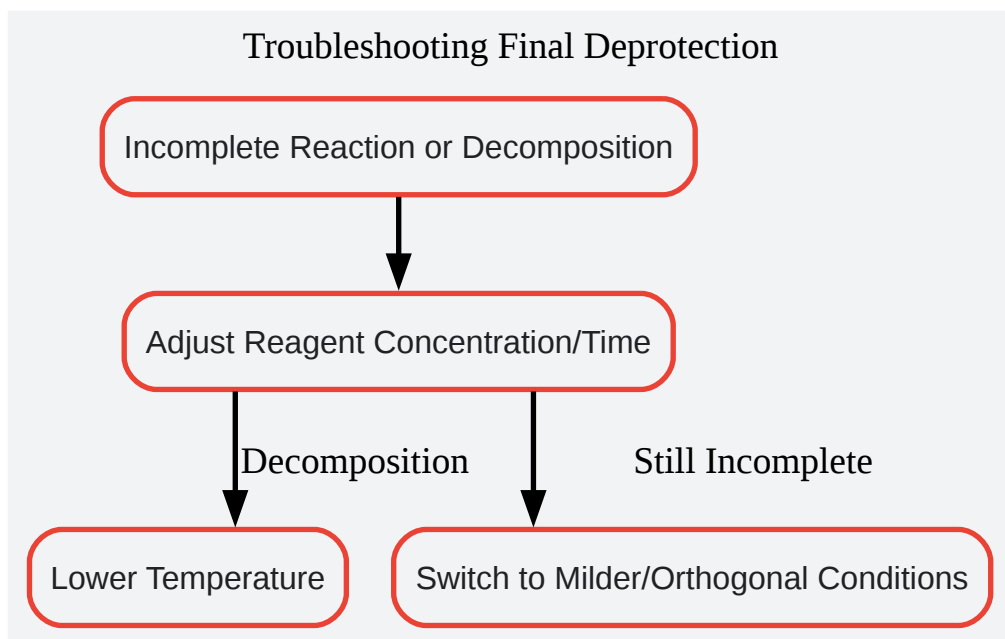 Troubleshooting Final Deprotection
Incomplete Reaction or Decomposition
Adjust Reagent Concentration/Time
Decomposition
Still Incomplete
Lower Temperature
Switch to Milder/Orthogonal Conditions